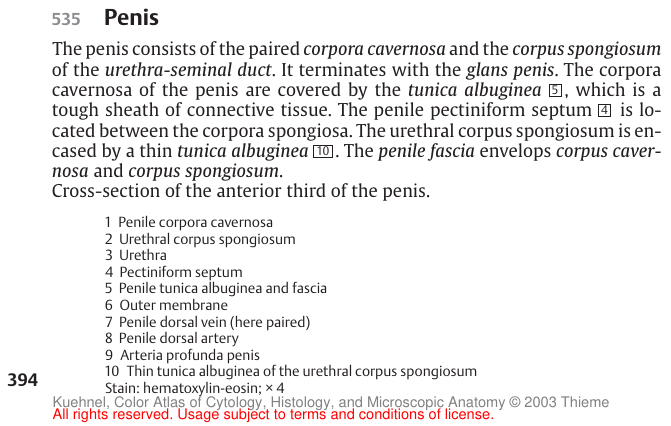 535 Penis
The penis consists of the paired corpora cavernosa and the corpus spongiosum
of the urethra-seminal duct. It terminates with the glans penis. The corpora
cavernosa of the penis are covered by the tunica albuginea 5, which is a
tough sheath of connective tissue. The penile pectiniform septum 4 is lo-
cated between the corpora spongiosa. The urethral corpus spongiosum is en-
cased by a thin tunica albuginea 10. The penile fascia envelops corpus caver-
nosa and corpus spongiosum.
Cross-section of the anterior third of the penis.
1 Penile corpora cavernosa
2 Urethral corpus spongiosum
3 Urethra
4 Pectiniform septum
5 Penile tunica albuginea and fascia
6 Outer membrane
7 Penile dorsal vein (here paired)
8 Penile dorsal artery
9 Arteria profunda penis
10 Thin tunica albuginea of the urethral corpus spongiosum
Stain: hematoxylin-eosin; × 4
394
Kuehnel, Color Atlas of Cytology, Histology, and Microscopic Anatomy © 2003 Thieme
All rights reserved. Usage subject to terms and conditions of license.